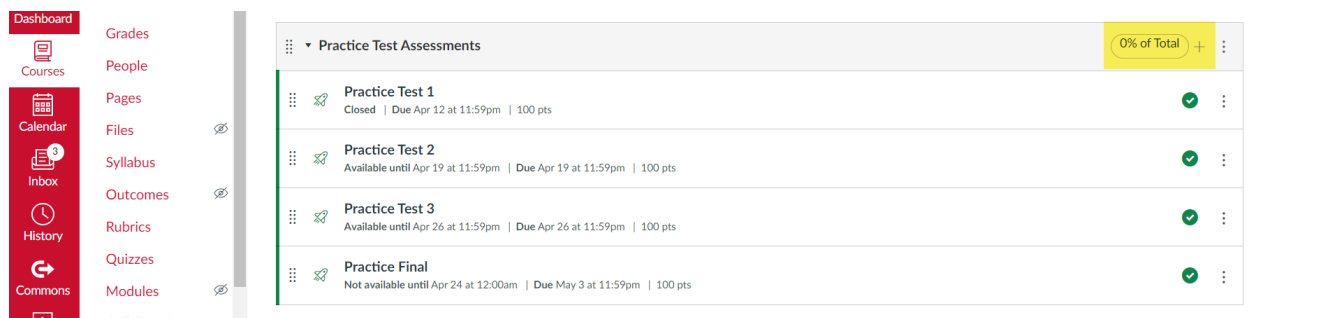 Dashboard
Courses
Calendar
3
Inbox
History
Commons
Grades
People
Pages
Files
Syllabus
Outcomes
Rubrics
Quizzes
Modules
Practice Test Assessments
0% of Total
Practice Test 1
Closed | Due Apr 12 at 11:59pm | 100 pts
Practice Test 2
Available until Apr 19 at 11:59pm | Due Apr 19 at 11:59pm | 100 pts
Practice Test 3
Available until Apr 26 at 11:59pm | Due Apr 26 at 11:59pm | 100 pts
Practice Final
Not available until Apr 24 at 12:00am | Due May 3 at 11:59pm | 100 pts